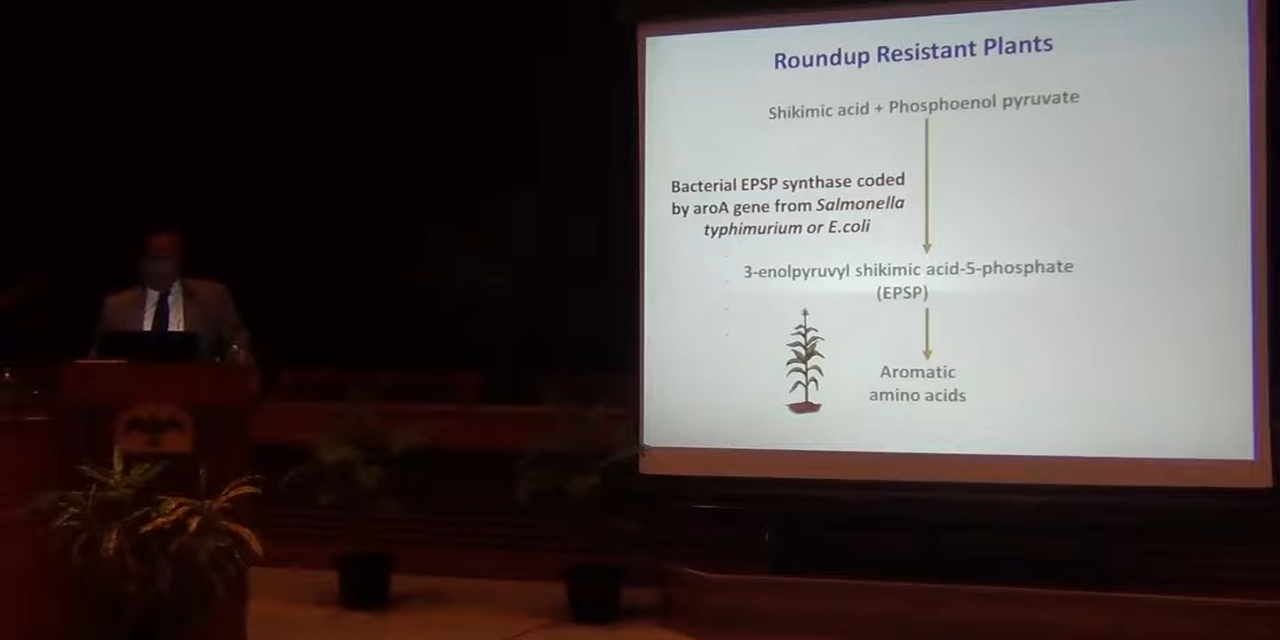 Roundup Resistant Plants
Shikimic acid + Phosphoenol pyruvate
Bacterial EPSP synthase coded
by aroA gene from Salmonella
typhimurium or E.coli
3-enolpyruvyl shikimic acid-5-phosphate
(EPSP)
Aromatic
amino acids